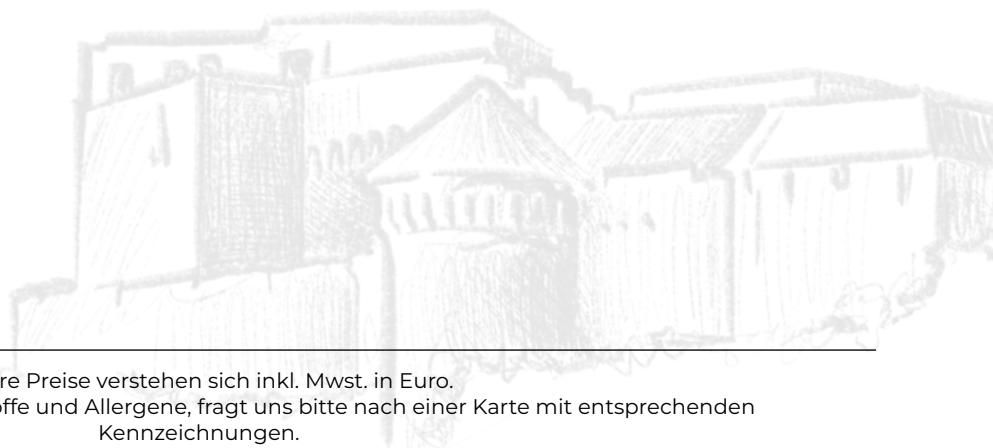 re Preise verstehen sich inkl. Mwst. in Euro.
offe und Allergene, fragt uns bitte nach einer Karte mit entsprechenden
Kennzeichnungen.